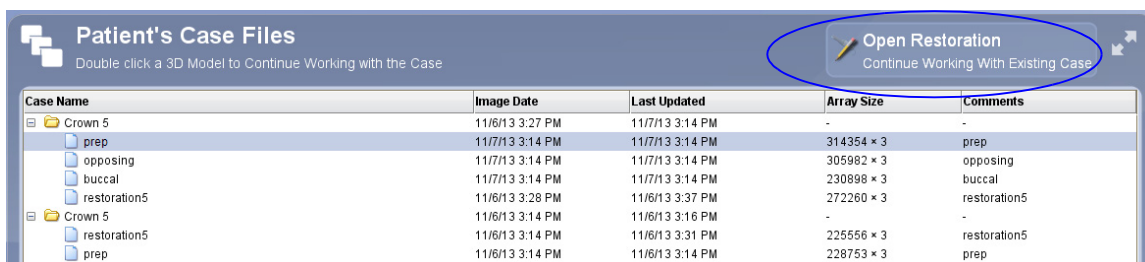 Patient's Case Files
Double click a 3D Model to Continue Working with the Case
Open Restoration
Continue Working With Existing Case
Case Name Image Date Last Updated Array Size Comments
Crown 5 11/6/13 3:27 PM 11/7/13 3:14 PM - -
prep 11/7/13 3:14 PM 11/7/13 3:14 PM 314354 × 3 prep
opposing 11/7/13 3:14 PM 11/7/13 3:14 PM 305982 × 3 opposing
buccal 11/7/13 3:14 PM 11/7/13 3:14 PM 230898 × 3 buccal
restoration5 11/6/13 3:28 PM 11/6/13 3:37 PM 272260 × 3 restoration5
Crown 5 11/6/13 3:14 PM 11/6/13 3:16 PM - -
restoration5 11/6/13 3:14 PM 11/6/13 3:31 PM 225556 × 3 restoration5
prep 11/6/13 3:14 PM 11/6/13 3:14 PM 228753 × 3 prep